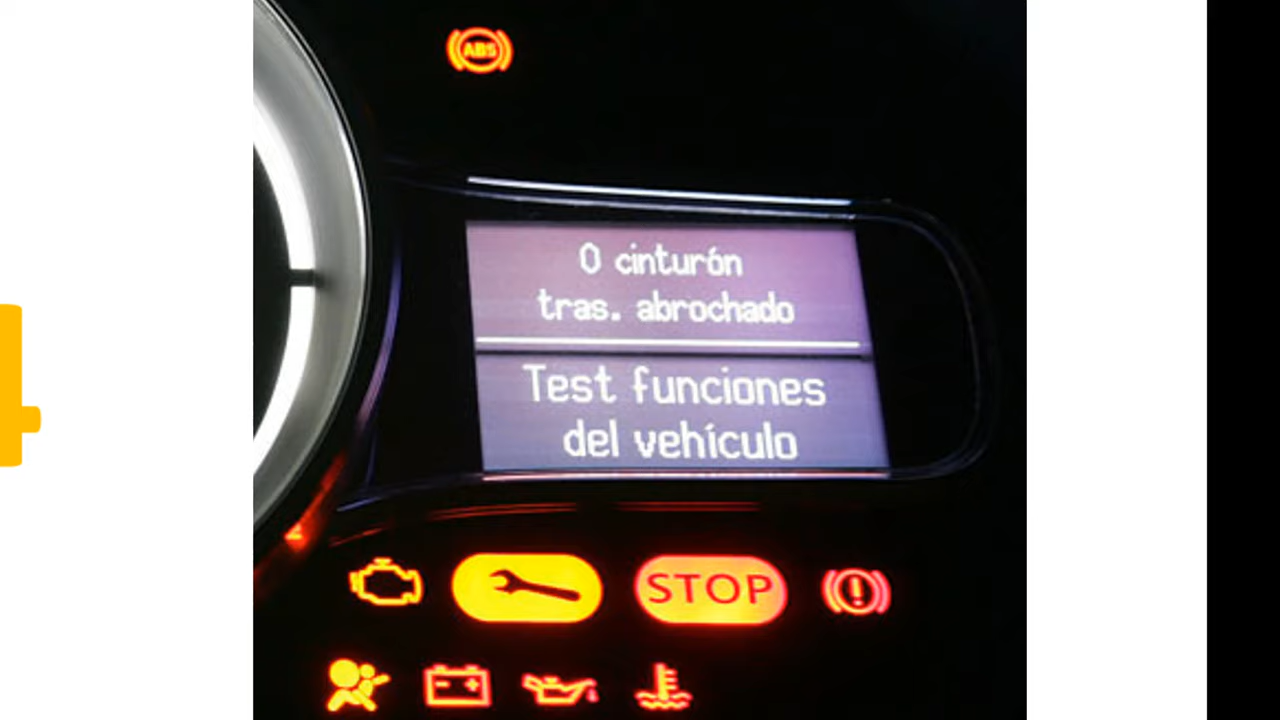 ABS
0 cinturón
tras. abrochado
Test funciones
del vehículo
STOP